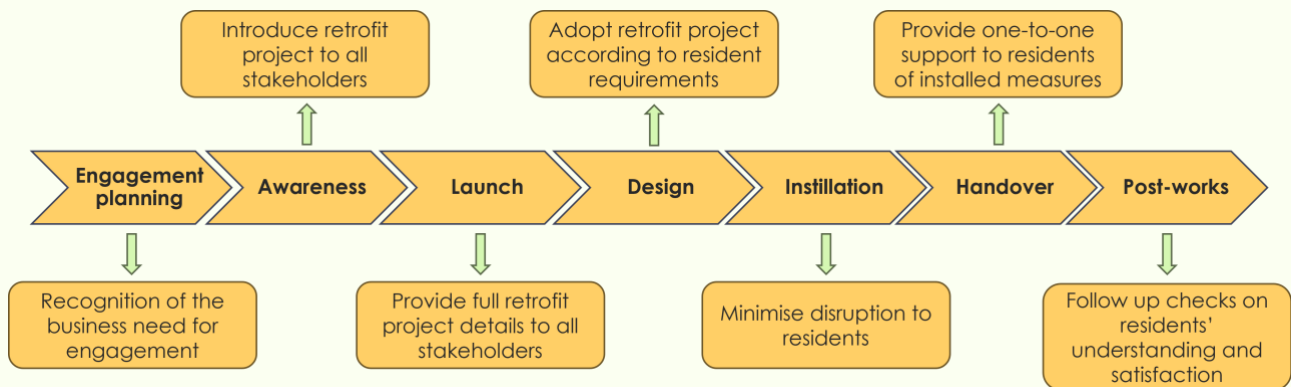 Introduce retrofit
project to all
stakeholders
Adopt retrofit project
according to resident
requirements
Provide one-to-one
support to residents
of installed measures
Engagement
planning
Awareness
Launch
Design
Instillation
Handover
Post-works
Recognition of the
business need for
engagement
Provide full retrofit
project details to all
stakeholders
Minimise disruption to
residents
Follow up checks on
residents’
understanding and
satisfaction